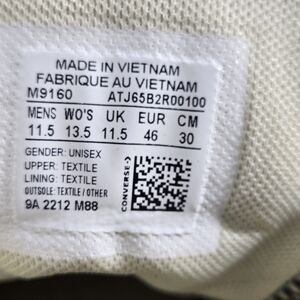 MADE IN VIETNAM
FABRIQUE AU VIETNAM
M9160 ATJ65B2R00100
MENS WO'S UK EUR CM
11.5 13.5 11.5 46 30
GENDER: UNISEX
UPPER: TEXTILE
LINING: TEXTILE
OUTSOLE: TEXTILE / OTHER
9A 2212 M88
CONVERSE